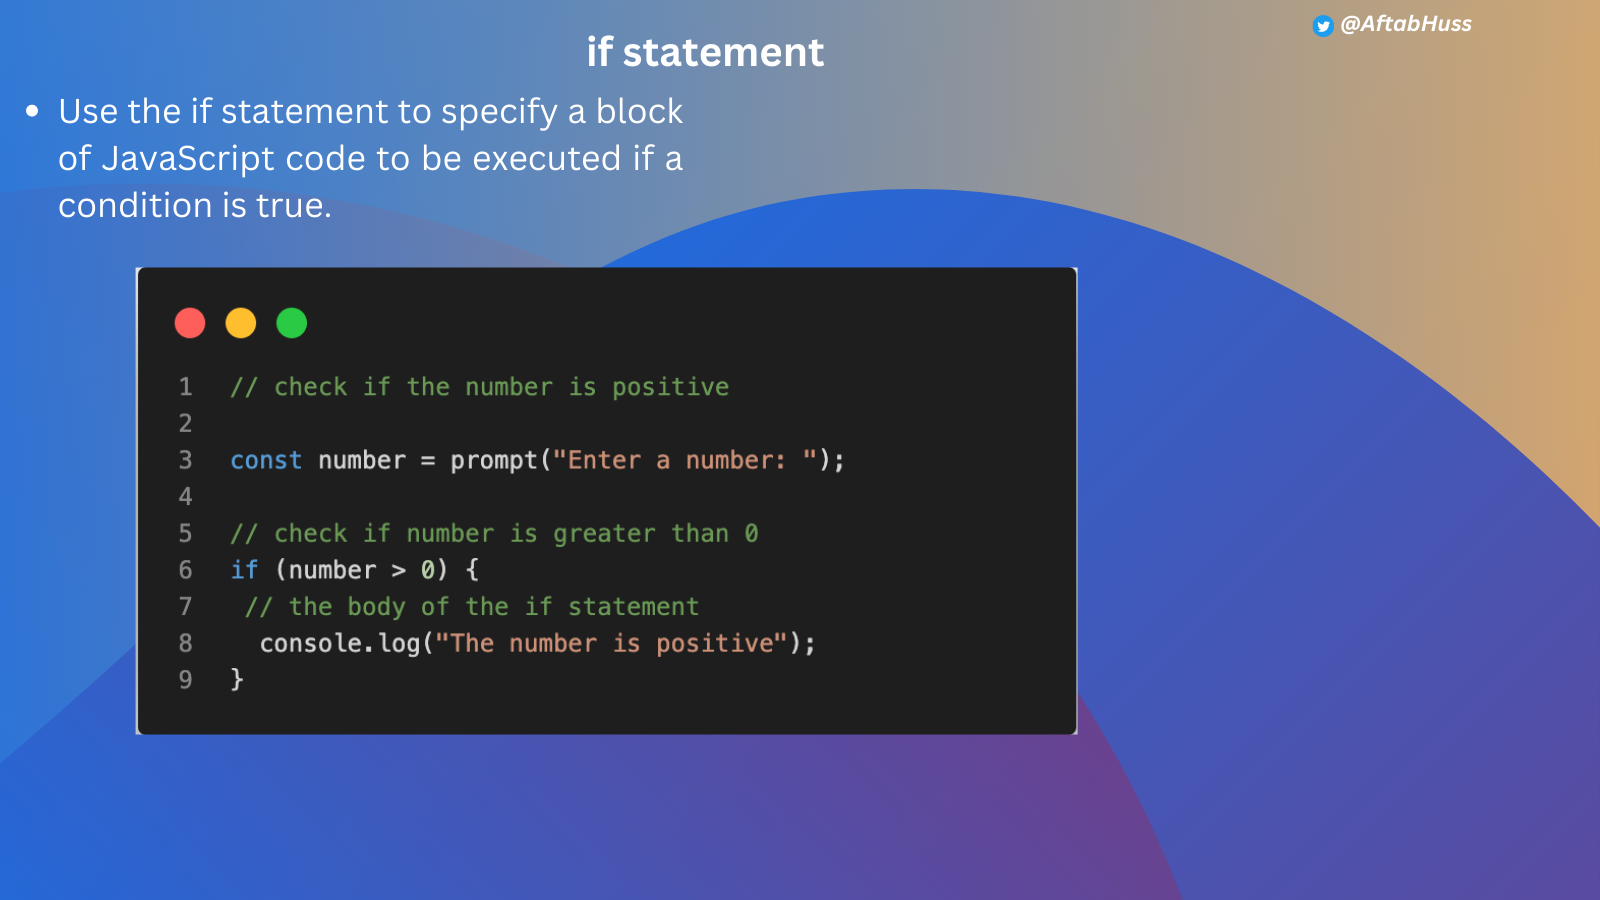 @AftabHuss
if statement
• Use the if statement to specify a block
of JavaScript code to be executed if a
condition is true.
1 // check if the number is positive
2
3 const number = prompt("Enter a number: ");
4
5 // check if number is greater than 0
6 if (number > 0) {
7  // the body of the if statement
8   console.log("The number is positive");
9 }